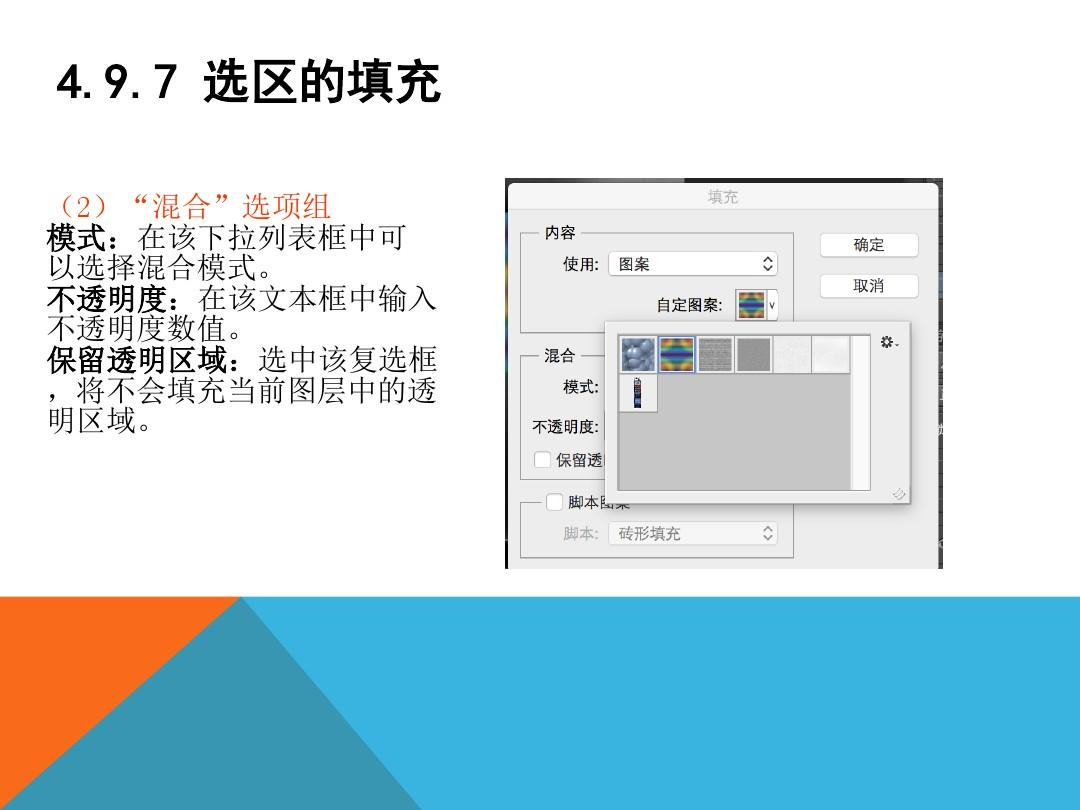 4.9.7 选区的填充
（2）“混合”选项组
模式：在该下拉列表框中可
以选择混合模式。
不透明度：在该文本框中输入
不透明度数值。
保留透明区域：选中该复选框
，将不会填充当前图层中的透
明区域。
填充
内容
使用: 图案
确定
取消
自定图案:
混合
模式:
不透明度:
保留透
脚本图案
脚本: 砖形填充